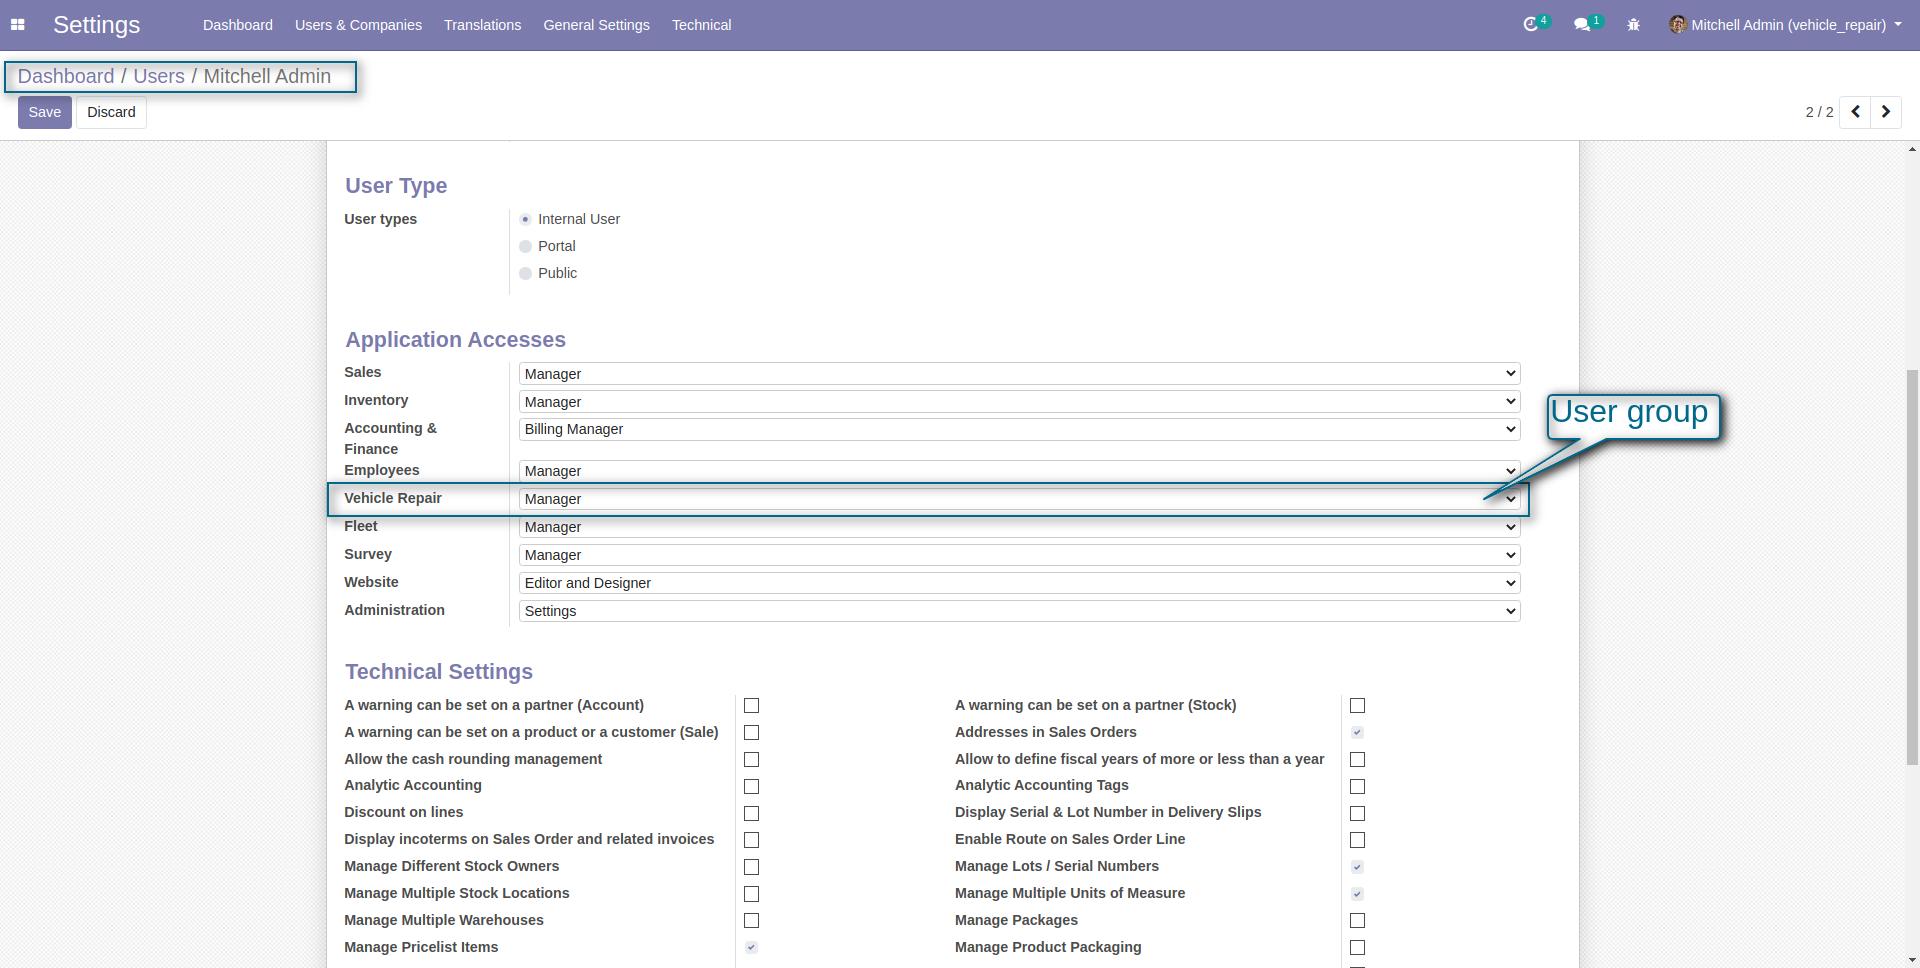 Settings Dashboard Users & Companies Translations General Settings Technical 4 1 Mitchell Admin (vehicle_repair)
Dashboard / Users / Mitchell Admin
Save Discard 2 / 2
User Type
User types Internal User
Portal
Public
Application Accesses
Sales Manager
Inventory Manager
User group
Accounting & Billing Manager
Finance
Employees Manager
Vehicle Repair Manager
Fleet Manager
Survey Manager
Website Editor and Designer
Administration Settings
Technical Settings
A warning can be set on a partner (Account) A warning can be set on a partner (Stock)
A warning can be set on a product or a customer (Sale) Addresses in Sales Orders
Allow the cash rounding management Allow to define fiscal years of more or less than a year
Analytic Accounting Analytic Accounting Tags
Discount on lines Display Serial & Lot Number in Delivery Slips
Display incoterms on Sales Order and related invoices Enable Route on Sales Order Line
Manage Different Stock Owners Manage Lots / Serial Numbers
Manage Multiple Stock Locations Manage Multiple Units of Measure
Manage Multiple Warehouses Manage Packages
Manage Pricelist Items Manage Product Packaging